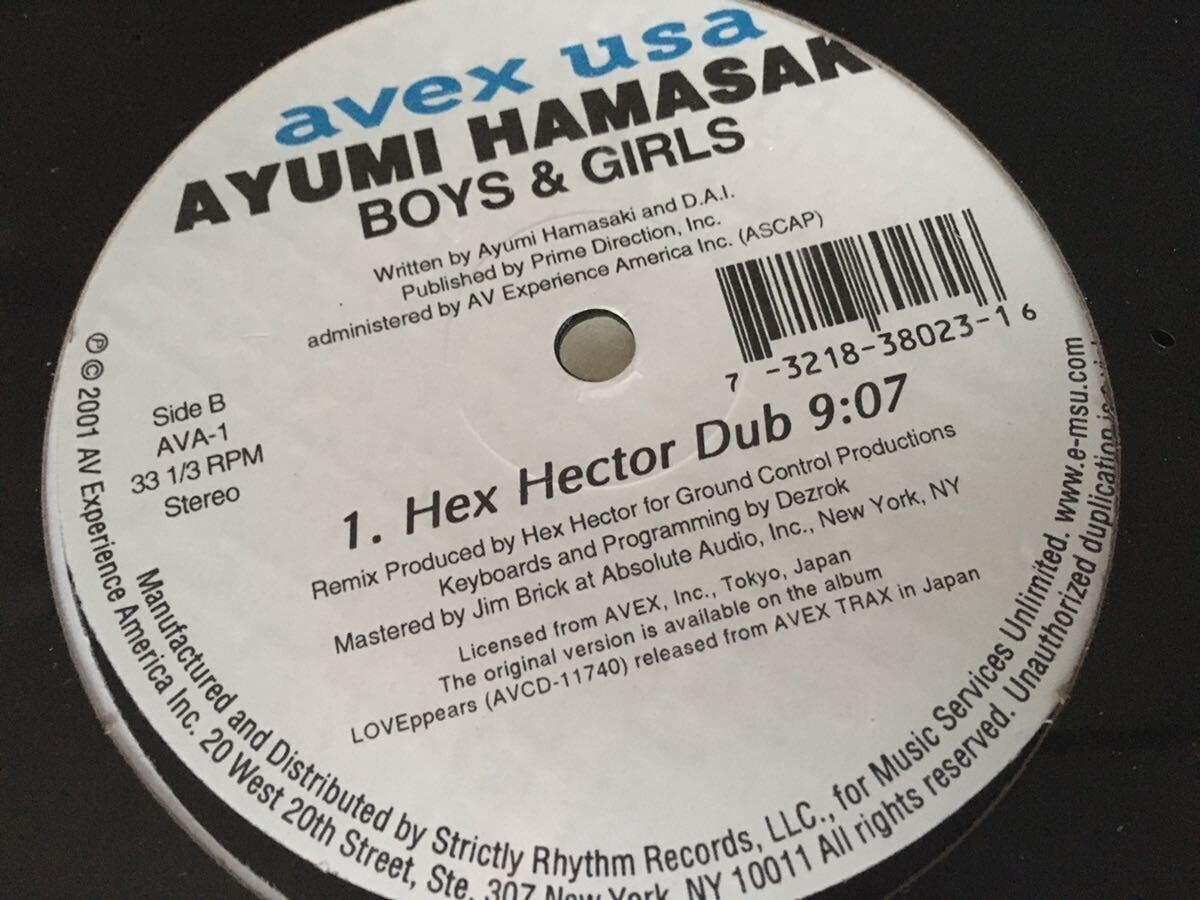 avex usa
AYUMI HAMASAKI
BOYS & GIRLS
Written by Ayumi Hamasaki and D.A.I.
Published by Prime Direction, Inc.
administered by AV Experience America Inc. (ASCAP)
7 -3218-38023-1 6
Side B
AVA-1
33 1/3 RPM
Stereo
1. Hex Hector Dub 9:07
Remix Produced by Hex Hector for Ground Control Productions
Keyboards and Programming by Dezrok
Mastered by Jim Brick at Absolute Audio, Inc., New York, NY
Licensed from AVEX, Inc., Tokyo, Japan
The original version is available on the album
LOVEppears (AVCD-11740) released from AVEX TRAX in Japan
Manufactured and Distributed by Strictly Rhythm Records, LLC., for Music Services Unlimited. www.e-msu.com
℗ © 2001 AV Experience America Inc. 20 West 20th Street, Ste. 307 New York, NY 10011 All rights reserved. Unauthorized duplication is